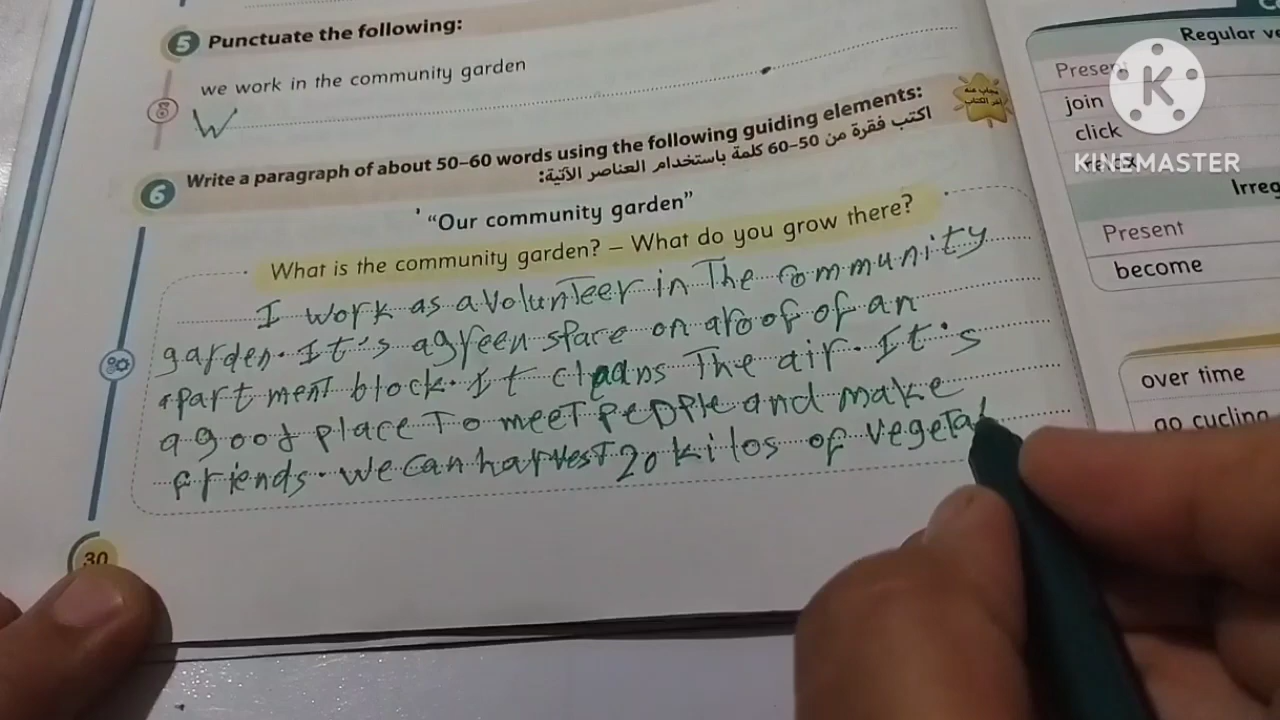 5 Punctuate the following:
we work in the community garden
W
6 Write a paragraph of about 50–60 words using the following guiding elements:
اكتب فقرة من 50-60 كلمة باستخدام العناصر الآتية:
“Our community garden”
What is the community garden? – What do you grow there?
I work as a volunteer in The community
garden. It's a green space on a roof of an
apartment block. It cleans The air. It's
a good place To meeT people and make
friends. We can harvesT 20 kilos of vegeTa
30
Regular ve
Presen
join
click
Irreg
Present
become
over time
go cycling
K
KINEMASTER